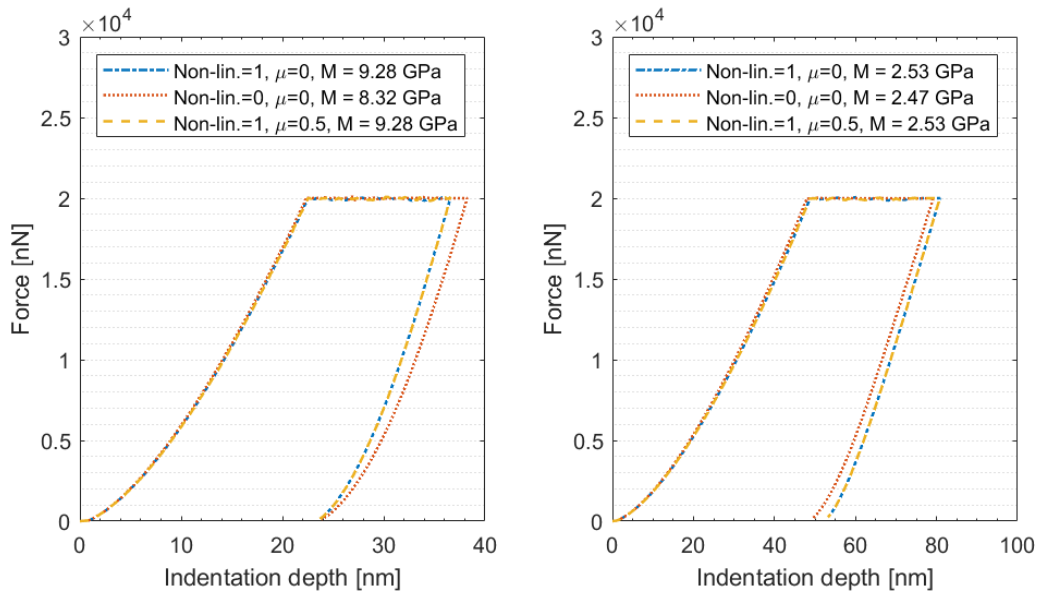 ×10⁴
3
2.5
2
1.5
1
0.5
0
Force [nN]
Non-lin.=1, μ=0, M = 9.28 GPa
Non-lin.=0, μ=0, M = 8.32 GPa
Non-lin.=1, μ=0.5, M = 9.28 GPa
0 10 20 30 40
Indentation depth [nm]
×10⁴
3
2.5
2
1.5
1
0.5
0
Force [nN]
Non-lin.=1, μ=0, M = 2.53 GPa
Non-lin.=0, μ=0, M = 2.47 GPa
Non-lin.=1, μ=0.5, M = 2.53 GPa
0 20 40 60 80 100
Indentation depth [nm]